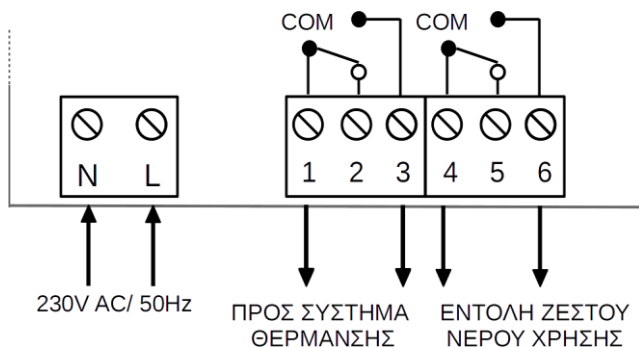 COM COM
N L 1 2 3 4 5 6
230V AC/ 50Hz
ΠΡΟΣ ΣΥΣΤΗΜΑ
ΘΕΡΜΑΝΣΗΣ
ΕΝΤΟΛΗ ΖΕΣΤΟΥ
ΝΕΡΟΥ ΧΡΗΣΗΣ